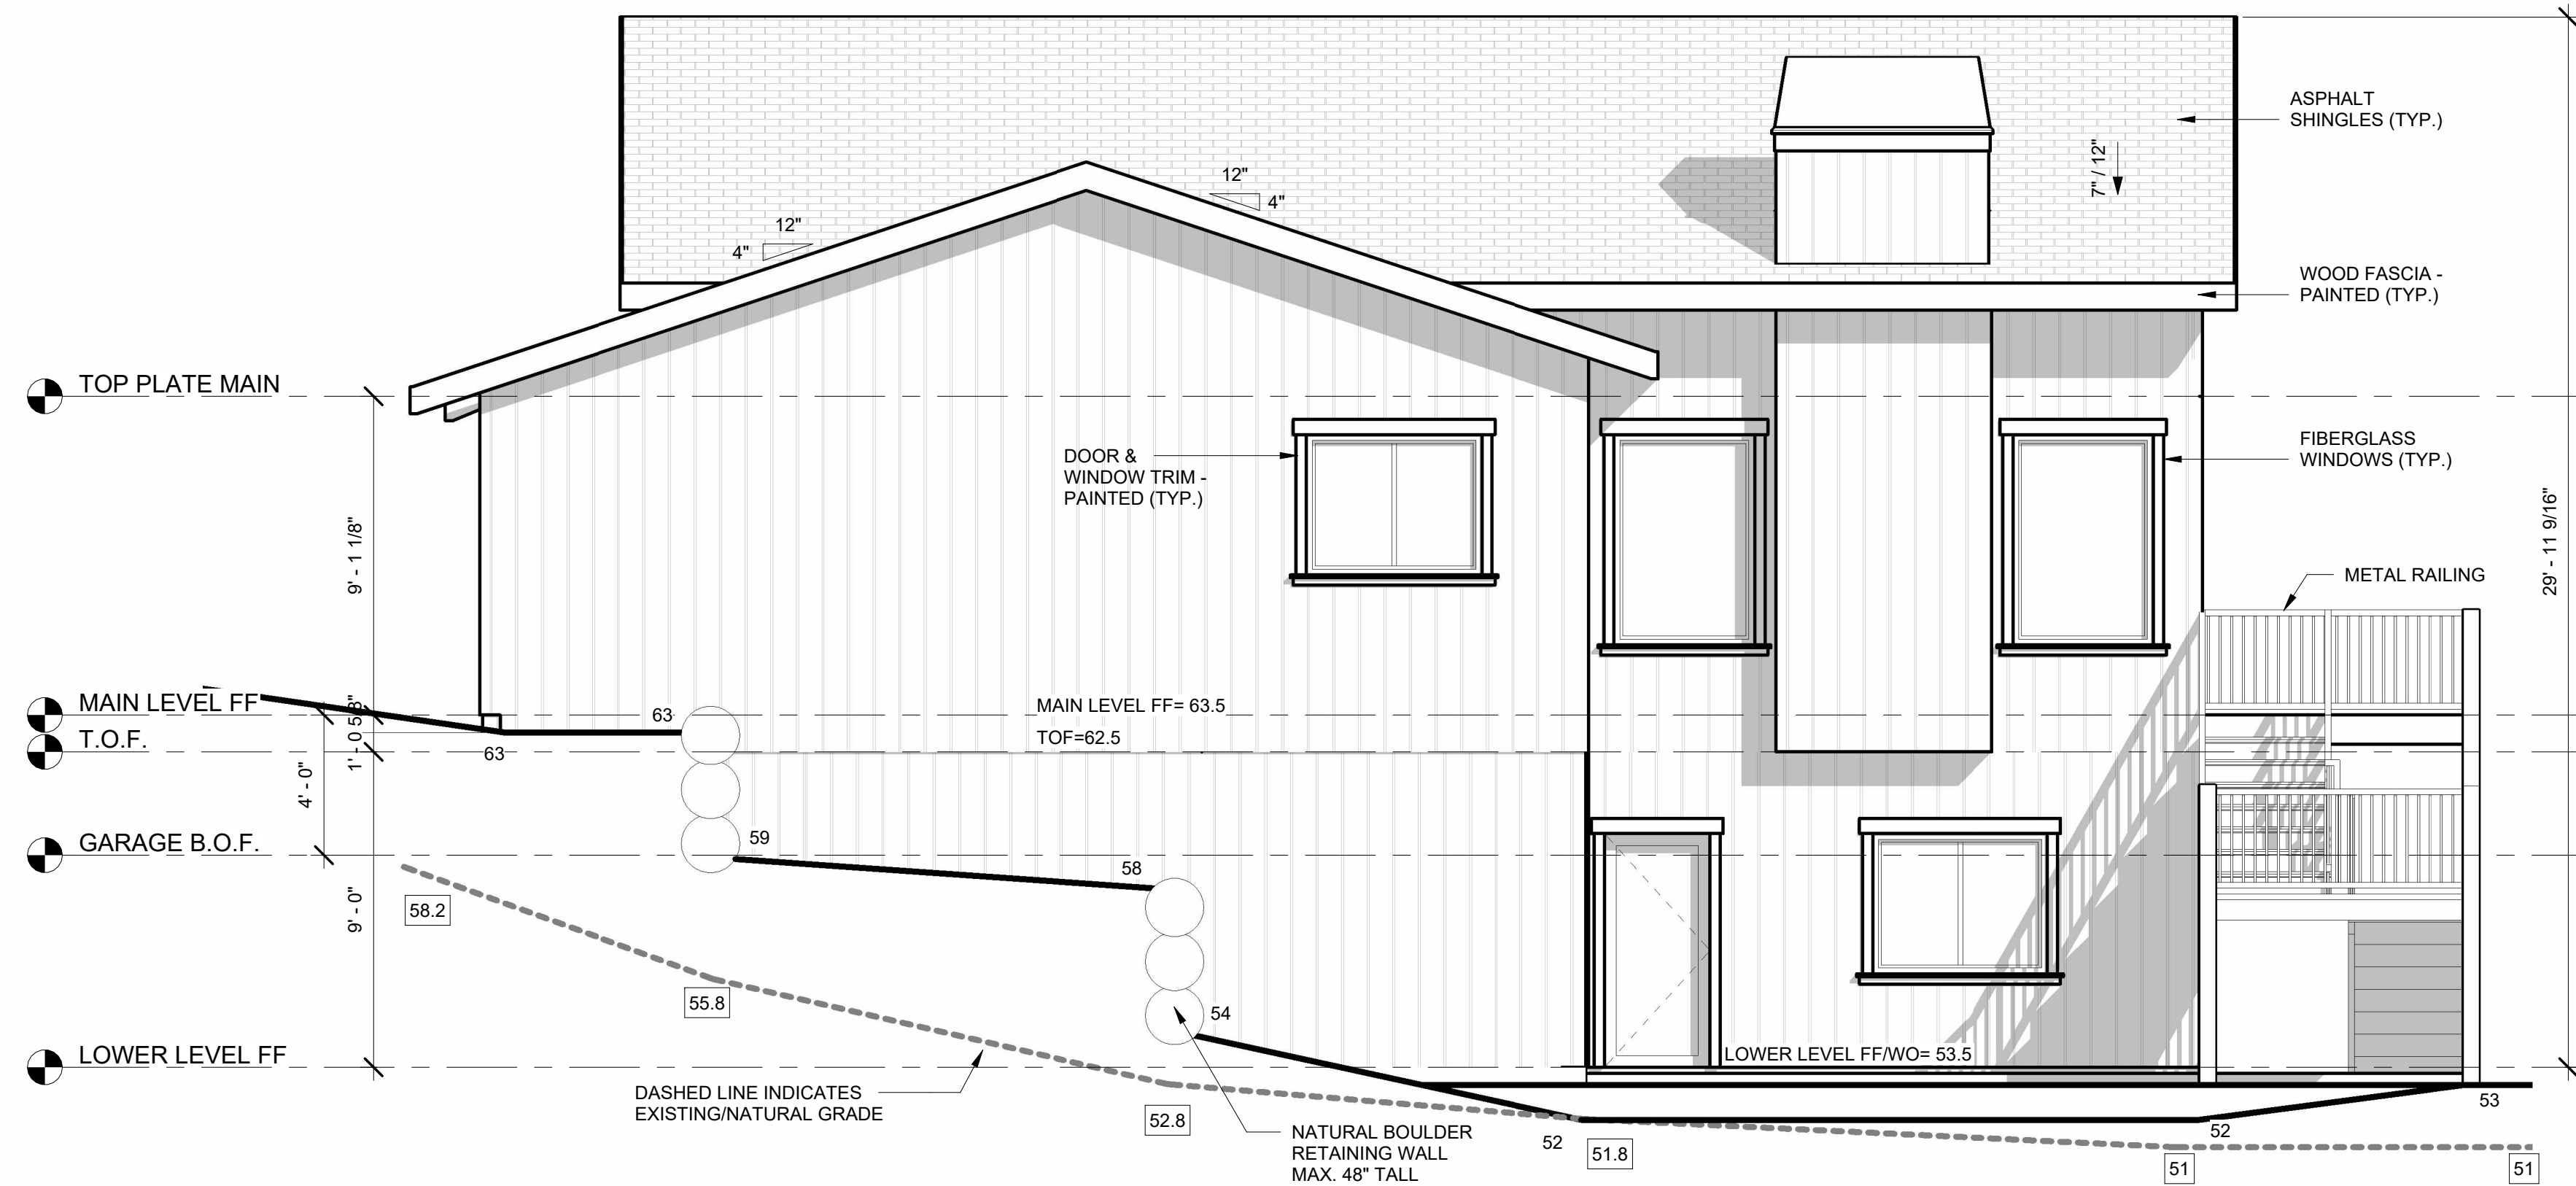 ASPHALT
SHINGLES (TYP.)
7" / 12"
12"
4"
12"
4"
WOOD FASCIA -
PAINTED (TYP.)
TOP PLATE MAIN
DOOR &
WINDOW TRIM -
PAINTED (TYP.)
FIBERGLASS
WINDOWS (TYP.)
29' - 11 9/16"
9' - 1 1/8"
METAL RAILING
MAIN LEVEL FF
MAIN LEVEL FF= 63.5
63
1' - 0 5/8"
T.O.F.
TOF=62.5
63
4' - 0"
59
GARAGE B.O.F.
58
58.2
9' - 0"
55.8
54
LOWER LEVEL FF
LOWER LEVEL FF/WO= 53.5
DASHED LINE INDICATES
EXISTING/NATURAL GRADE
53
52.8
NATURAL BOULDER
RETAINING WALL
MAX. 48" TALL
52
51.8
52
51
51